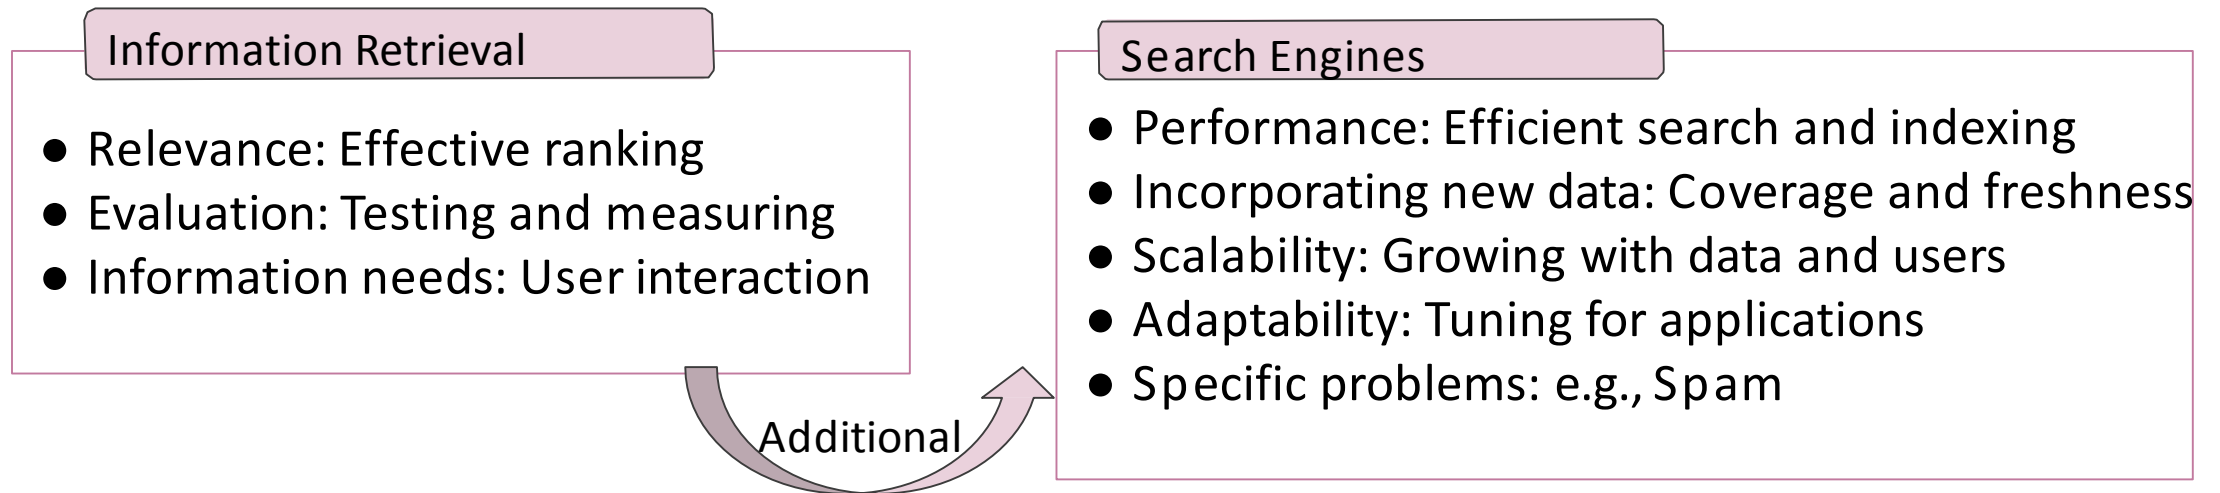 Information Retrieval
● Relevance: Effective ranking
● Evaluation: Testing and measuring
● Information needs: User interaction
Additional
Search Engines
● Performance: Efficient search and indexing
● Incorporating new data: Coverage and freshness
● Scalability: Growing with data and users
● Adaptability: Tuning for applications
● Specific problems: e.g., Spam